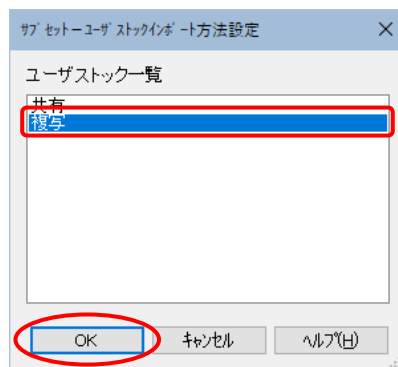 ｻﾌﾞｾｯﾄーﾕｰｻﾞｽﾄｯｸｲﾝﾎﾟｰﾄ方法設定
ユーザストック一覧
共有
複写
OK
ｷｬﾝｾﾙ
ﾍﾙﾌﾟ(H)